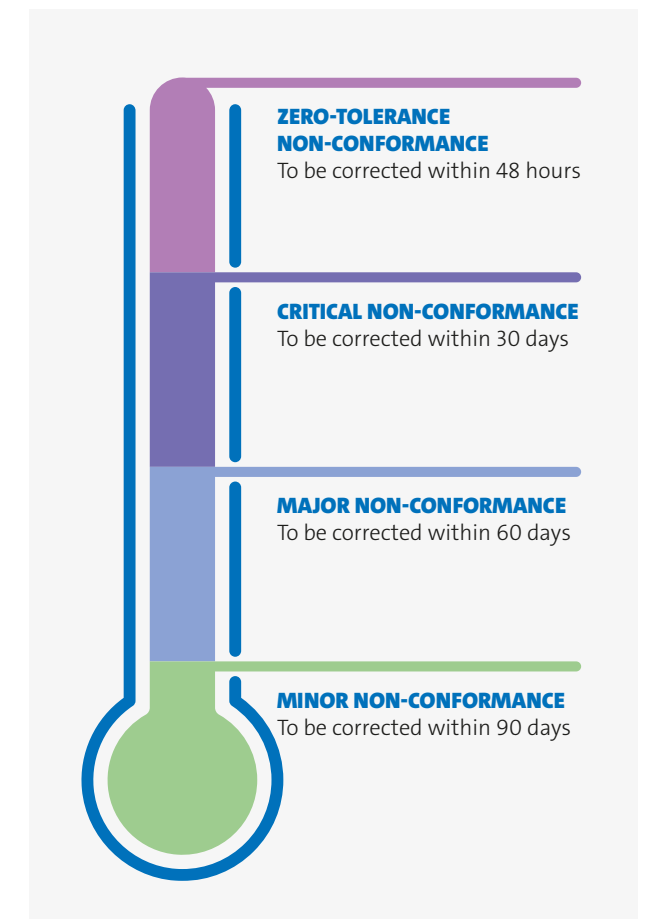 ZERO-TOLERANCE
NON-CONFORMANCE
To be corrected within 48 hours
CRITICAL NON-CONFORMANCE
To be corrected within 30 days
MAJOR NON-CONFORMANCE
To be corrected within 60 days
MINOR NON-CONFORMANCE
To be corrected within 90 days